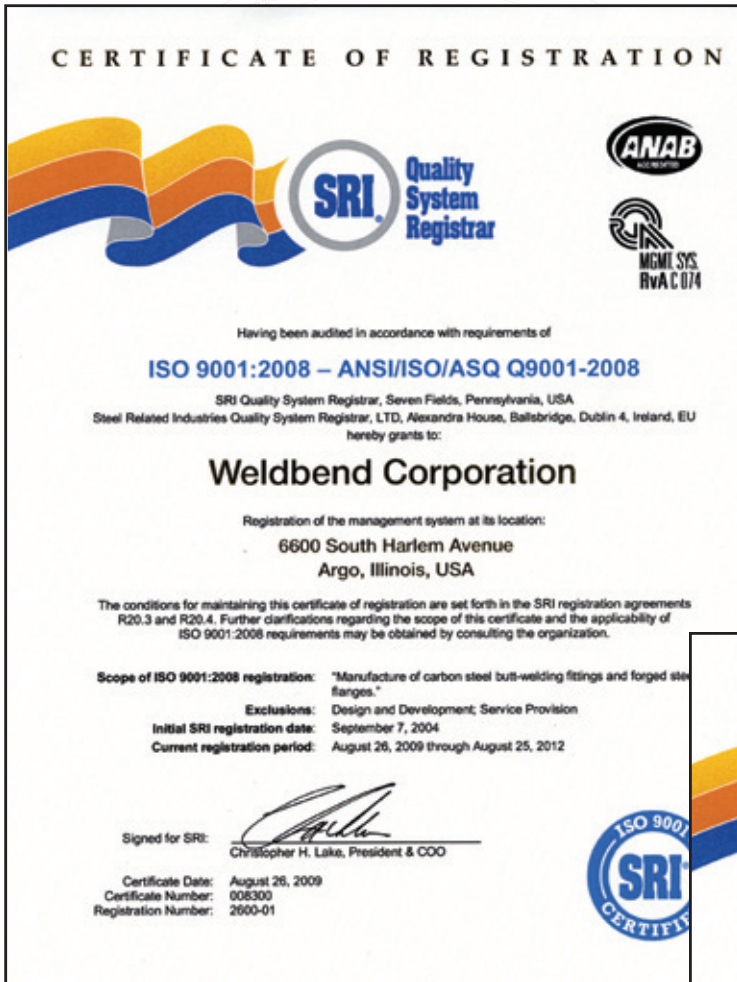 CERTIFICATE OF REGISTRATION
SRI
Quality
System
Registrar
ANAB
ACCREDITED
MGMT. SYS.
RvA C 074
Having been audited in accordance with requirements of
ISO 9001:2008 – ANSI/ISO/ASQ Q9001-2008
SRI Quality System Registrar, Seven Fields, Pennsylvania, USA
Steel Related Industries Quality System Registrar, LTD, Alexandra House, Ballsbridge, Dublin 4, Ireland, EU
hereby grants to:
Weldbend Corporation
Registration of the management system at its location:
6600 South Harlem Avenue
Argo, Illinois, USA
The conditions for maintaining this certificate of registration are set forth in the SRI registration agreements
R20.3 and R20.4. Further clarifications regarding the scope of this certificate and the applicability of
ISO 9001:2008 requirements may be obtained by consulting the organization.
Scope of ISO 9001:2008 registration: "Manufacture of carbon steel butt-welding fittings and forged stee
flanges."
Exclusions: Design and Development; Service Provision
Initial SRI registration date: September 7, 2004
Current registration period: August 26, 2009 through August 25, 2012
Signed for SRI:
Christopher H. Lake, President & COO
Certificate Date: August 26, 2009
Certificate Number: 008300
Registration Number: 2600-01
ISO 9001
SRI
CERTIFIE